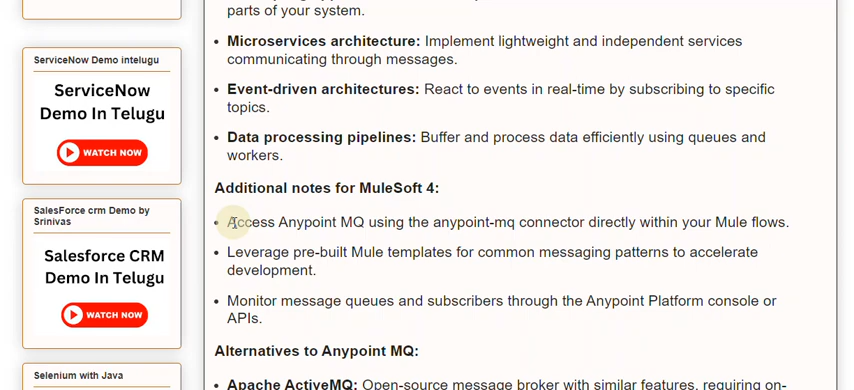 parts of your system.
Microservices architecture: Implement lightweight and independent services
communicating through messages.
Event-driven architectures: React to events in real-time by subscribing to specific
topics.
Data processing pipelines: Buffer and process data efficiently using queues and
workers.
Additional notes for MuleSoft 4:
Access Anypoint MQ using the anypoint-mq connector directly within your Mule flows.
Leverage pre-built Mule templates for common messaging patterns to accelerate
development.
Monitor message queues and subscribers through the Anypoint Platform console or
APIs.
Alternatives to Anypoint MQ:
Apache ActiveMQ: Open-source message broker with similar features, requiring on-
ServiceNow Demo intelugu
ServiceNow
Demo In Telugu
WATCH NOW
SalesForce crm Demo by
Srinivas
Salesforce CRM
Demo In Telugu
WATCH NOW
Selenium with Java